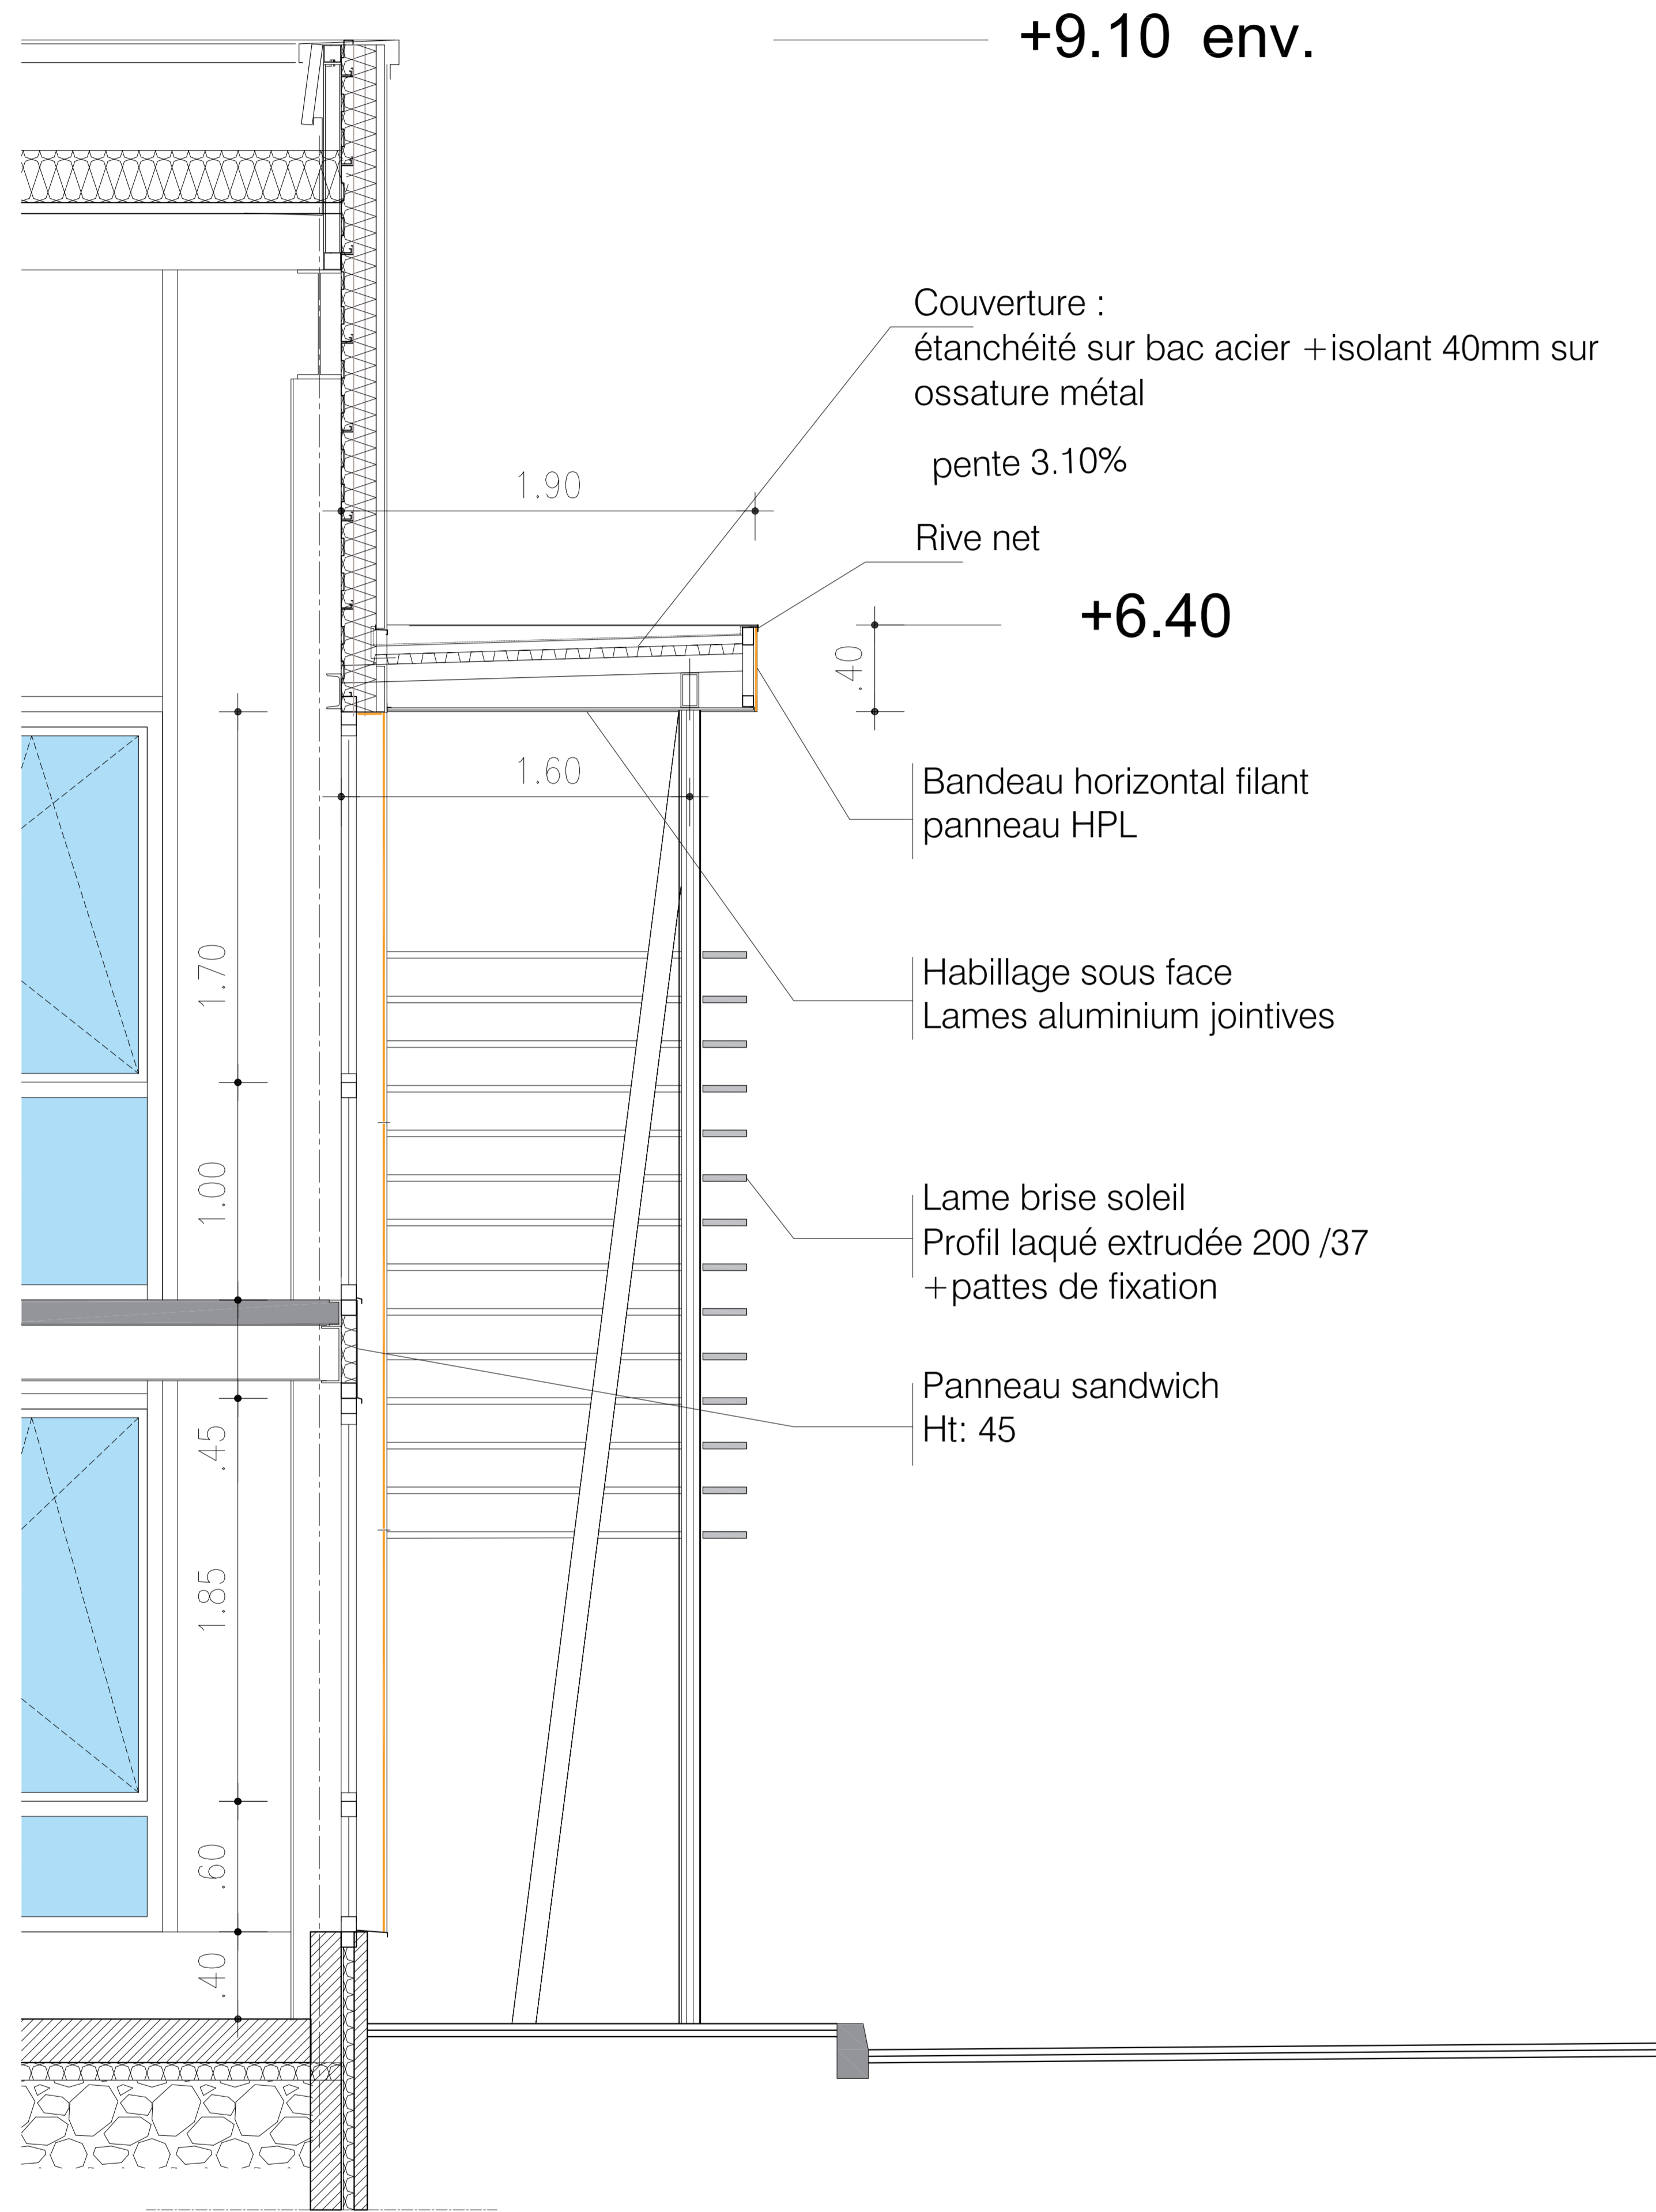 +9.10 env.
Couverture :
étanchéité sur bac acier +isolant 40mm sur
ossature métal
pente 3.10%
1.90
Rive net
+6.40
.40
1.60
Bandeau horizontal filant
panneau HPL
1.70
Habillage sous face
Lames aluminium jointives
1.00
Lame brise soleil
Profil laqué extrudée 200 /37
+pattes de fixation
Panneau sandwich
Ht: 45
.45
1.85
.60
.40